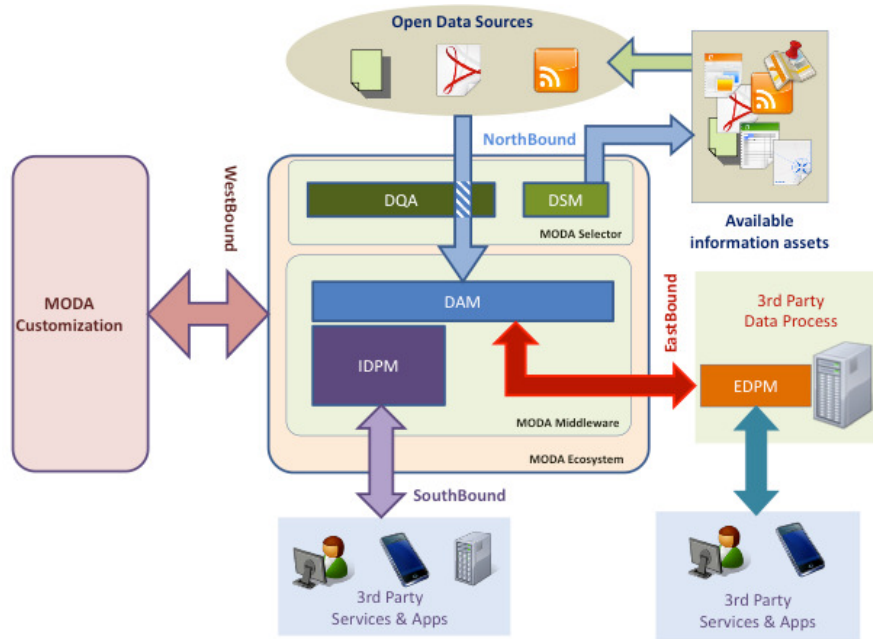 Open Data Sources
NorthBound
WestBound
DQA
DSM
MODA Selector
Available
information assets
MODA
Customization
DAM
EastBound
3rd Party
Data Process
IDPM
EDPM
MODA Middleware
MODA Ecosystem
SouthBound
3rd Party
Services & Apps
3rd Party
Services & Apps